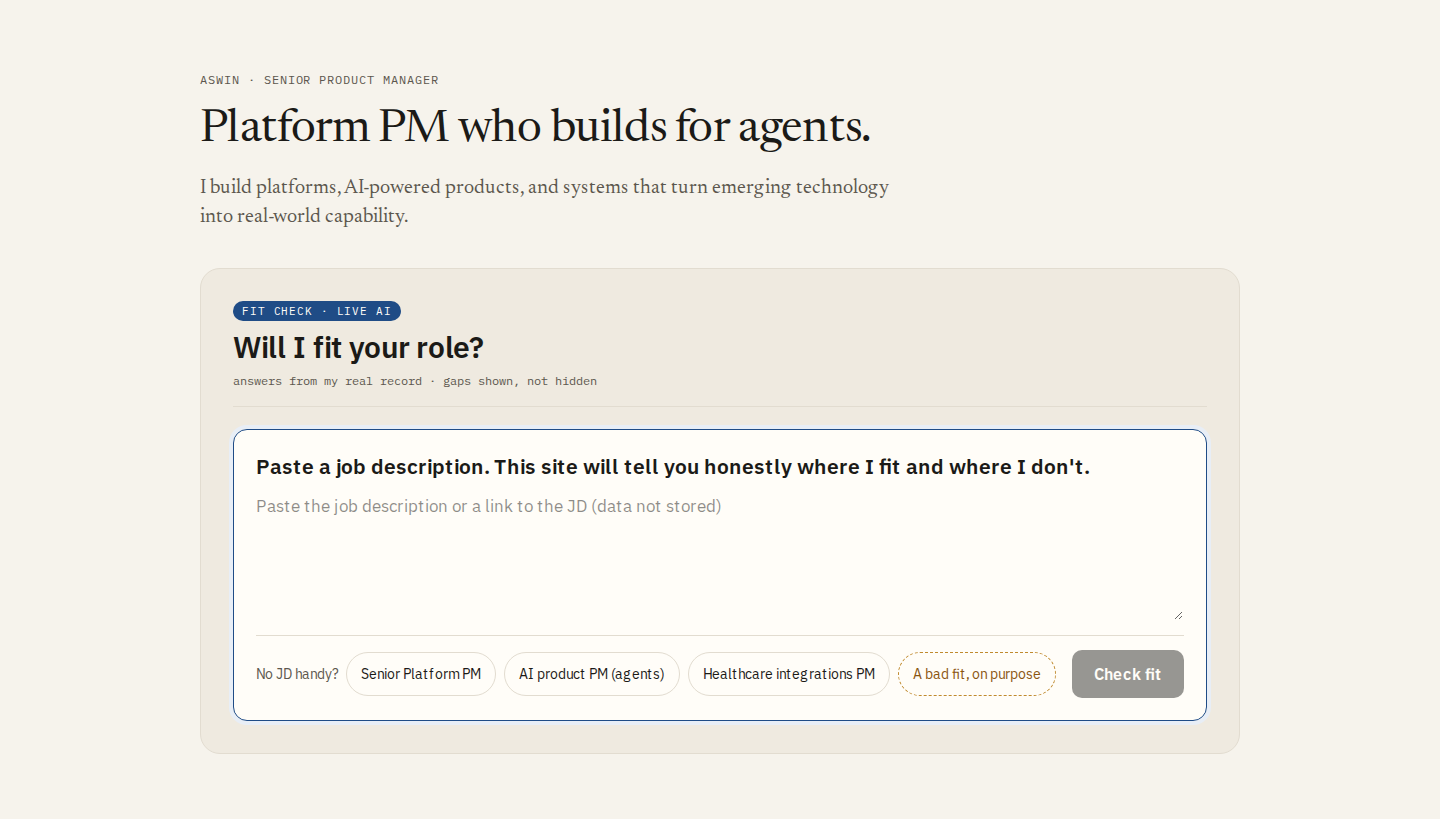 ASWIN · SENIOR PRODUCT MANAGER
Platform PM who builds for agents.
I build platforms, AI-powered products, and systems that turn emerging technology
into real-world capability.
FIT CHECK · LIVE AI
Will I fit your role?
answers from my real record · gaps shown, not hidden
Paste a job description. This site will tell you honestly where I fit and where I don't.
Paste the job description or a link to the JD (data not stored)
No JD handy? Senior Platform PM AI product PM (agents) Healthcare integrations PM A bad fit, on purpose Check fit